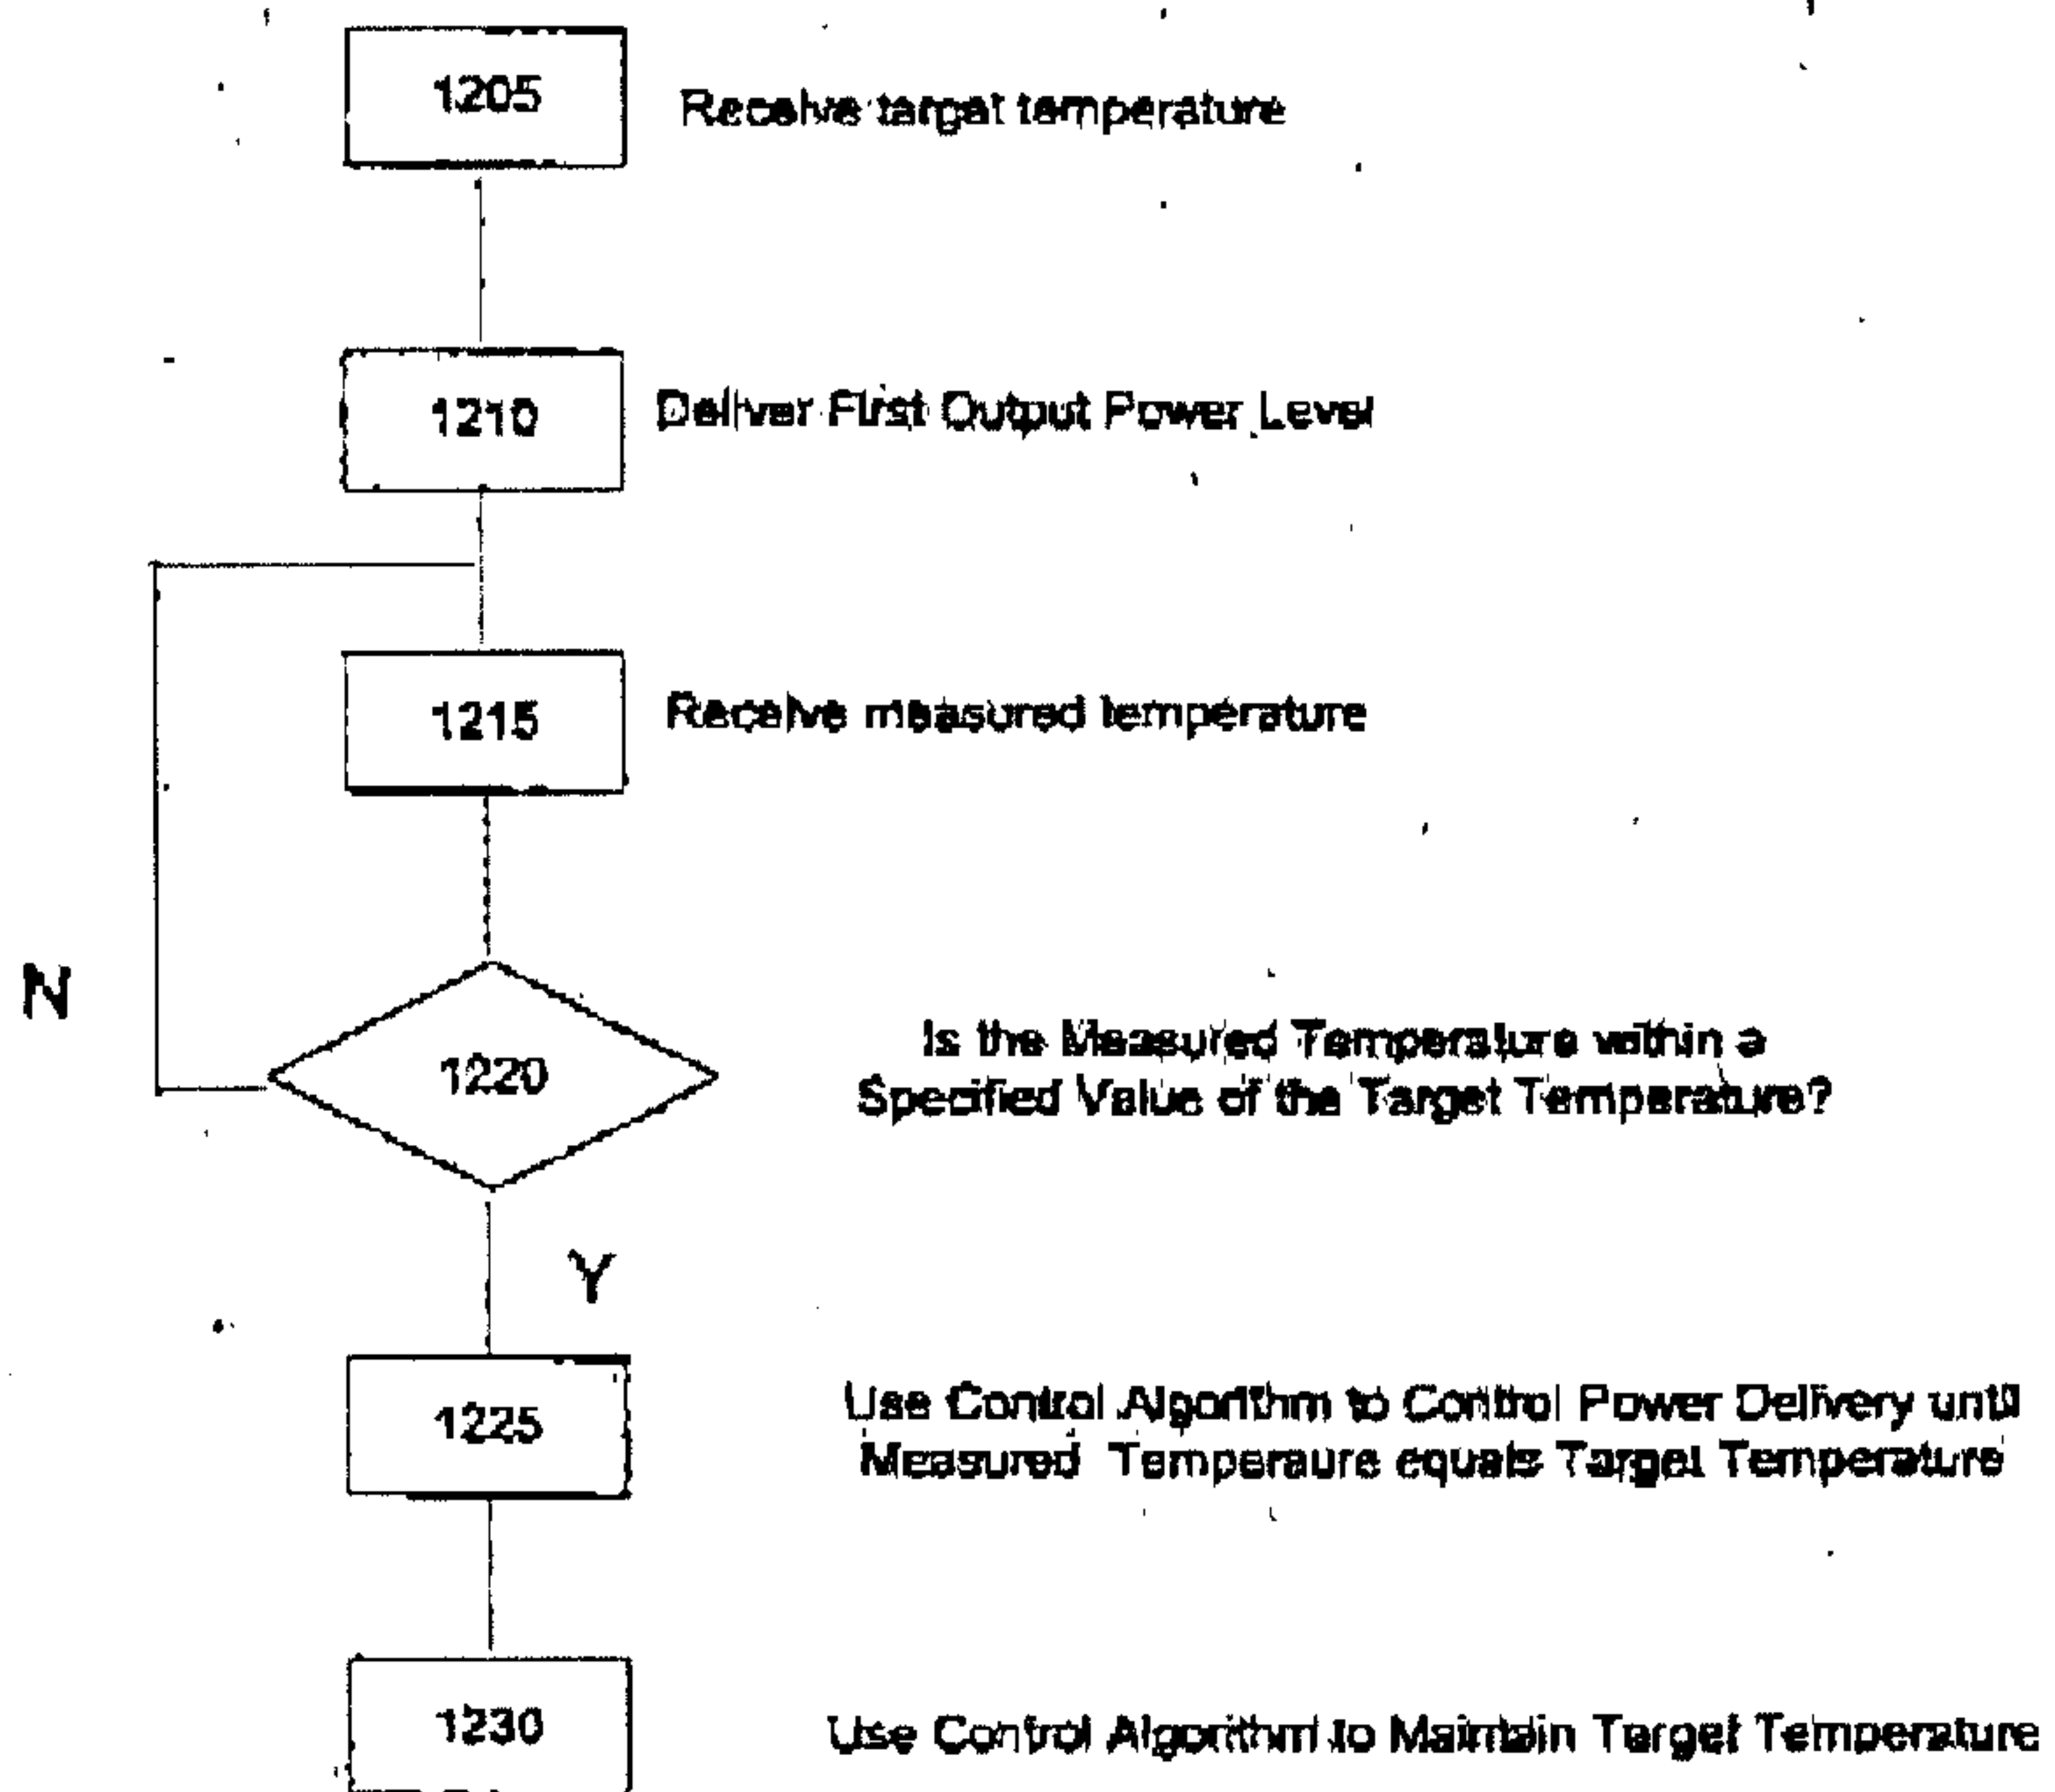 1205
Receive target temperature
1210
Deliver First Output Power Level
1215
Receive measured temperature
N
1220
Is the Measured Temperature within a
Specified Value of the Target Temperature?
Y
1225
Use Control Algorithm to Control Power Delivery until
Measured Temperaure equals Target Temperature
1230
Use Control Algorithm to Maintain Target Temperature